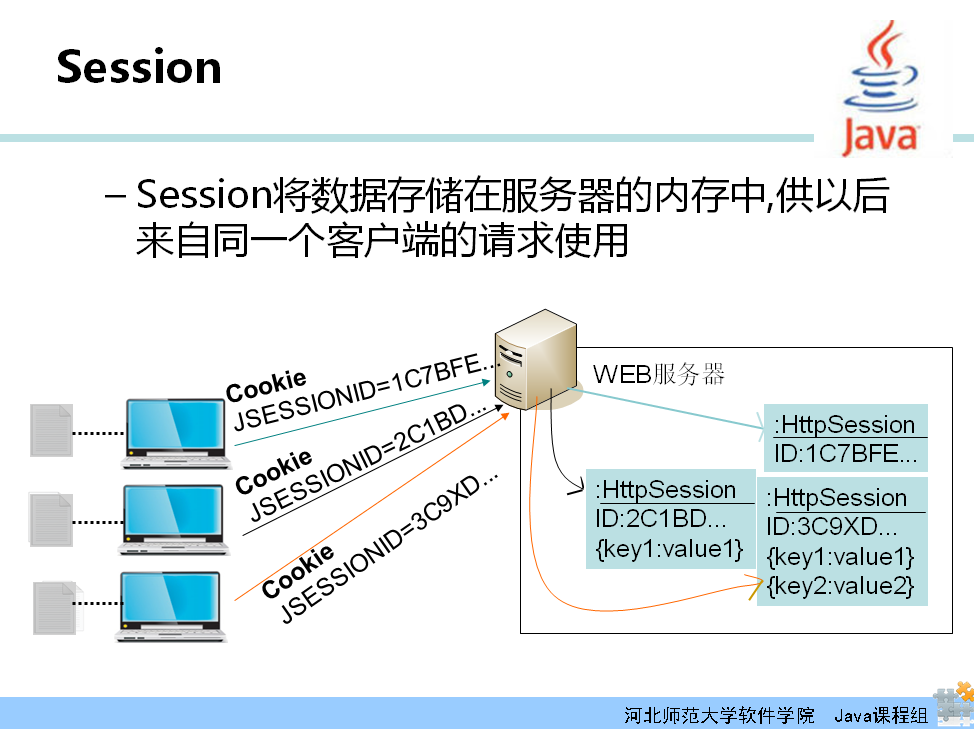 Session
Java
– Session将数据存储在服务器的内存中,供以后
来自同一个客户端的请求使用
Cookie
JSESSIONID=1C7BFE...
Cookie
JSESSIONID=2C1BD...
Cookie
JSESSIONID=3C9XD...
WEB服务器
:HttpSession
ID:1C7BFE...
:HttpSession
ID:2C1BD...
{key1:value1}
:HttpSession
ID:3C9XD...
{key1:value1}
{key2:value2}
河北师范大学软件学院 Java课程组